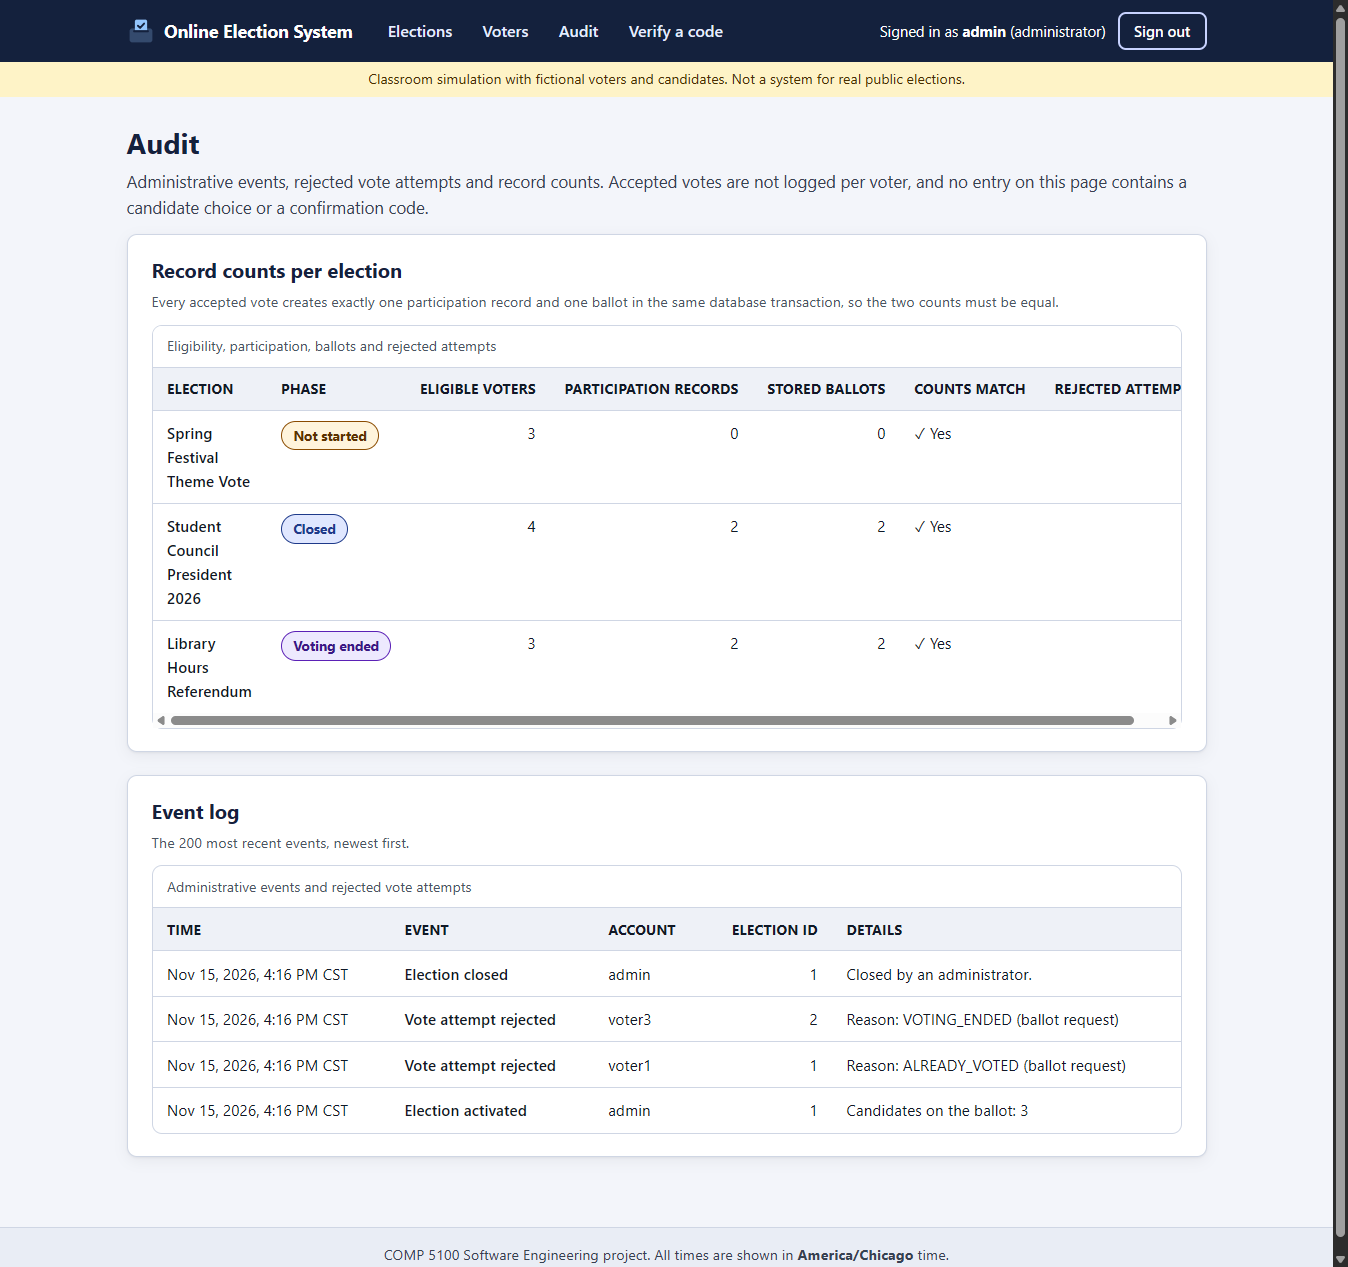 Online Election System Elections Voters Audit Verify a code Signed in as admin (administrator) Sign out
Classroom simulation with fictional voters and candidates. Not a system for real public elections.
Audit
Administrative events, rejected vote attempts and record counts. Accepted votes are not logged per voter, and no entry on this page contains a
candidate choice or a confirmation code.
Record counts per election
Every accepted vote creates exactly one participation record and one ballot in the same database transaction, so the two counts must be equal.
Eligibility, participation, ballots and rejected attempts
ELECTION PHASE ELIGIBLE VOTERS PARTICIPATION RECORDS STORED BALLOTS COUNTS MATCH REJECTED ATTEMP
Spring Not started 3 0 0 ✓ Yes
Festival
Theme Vote
Student Closed 4 2 2 ✓ Yes
Council
President
2026
Library Voting ended 3 2 2 ✓ Yes
Hours
Referendum
Event log
The 200 most recent events, newest first.
Administrative events and rejected vote attempts
TIME EVENT ACCOUNT ELECTION ID DETAILS
Nov 15, 2026, 4:16 PM CST Election closed admin 1 Closed by an administrator.
Nov 15, 2026, 4:16 PM CST Vote attempt rejected voter3 2 Reason: VOTING_ENDED (ballot request)
Nov 15, 2026, 4:16 PM CST Vote attempt rejected voter1 1 Reason: ALREADY_VOTED (ballot request)
Nov 15, 2026, 4:16 PM CST Election activated admin 1 Candidates on the ballot: 3
COMP 5100 Software Engineering project. All times are shown in America/Chicago time.